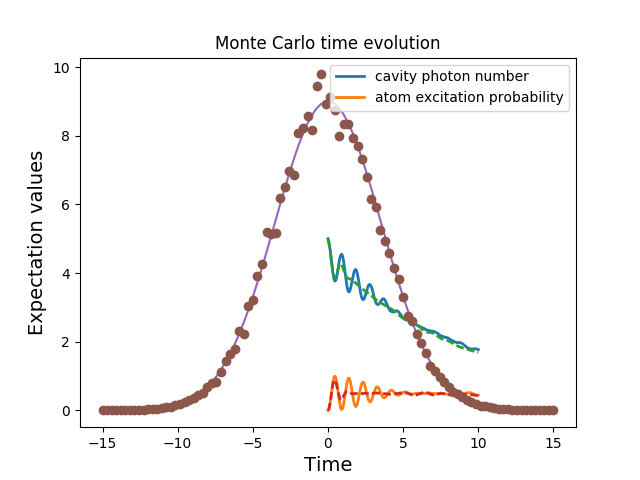 Monte Carlo time evolution
cavity photon number
atom excitation probability
Expectation values
10
8
6
4
2
0
−15
−10
−5
0
5
10
15
Time